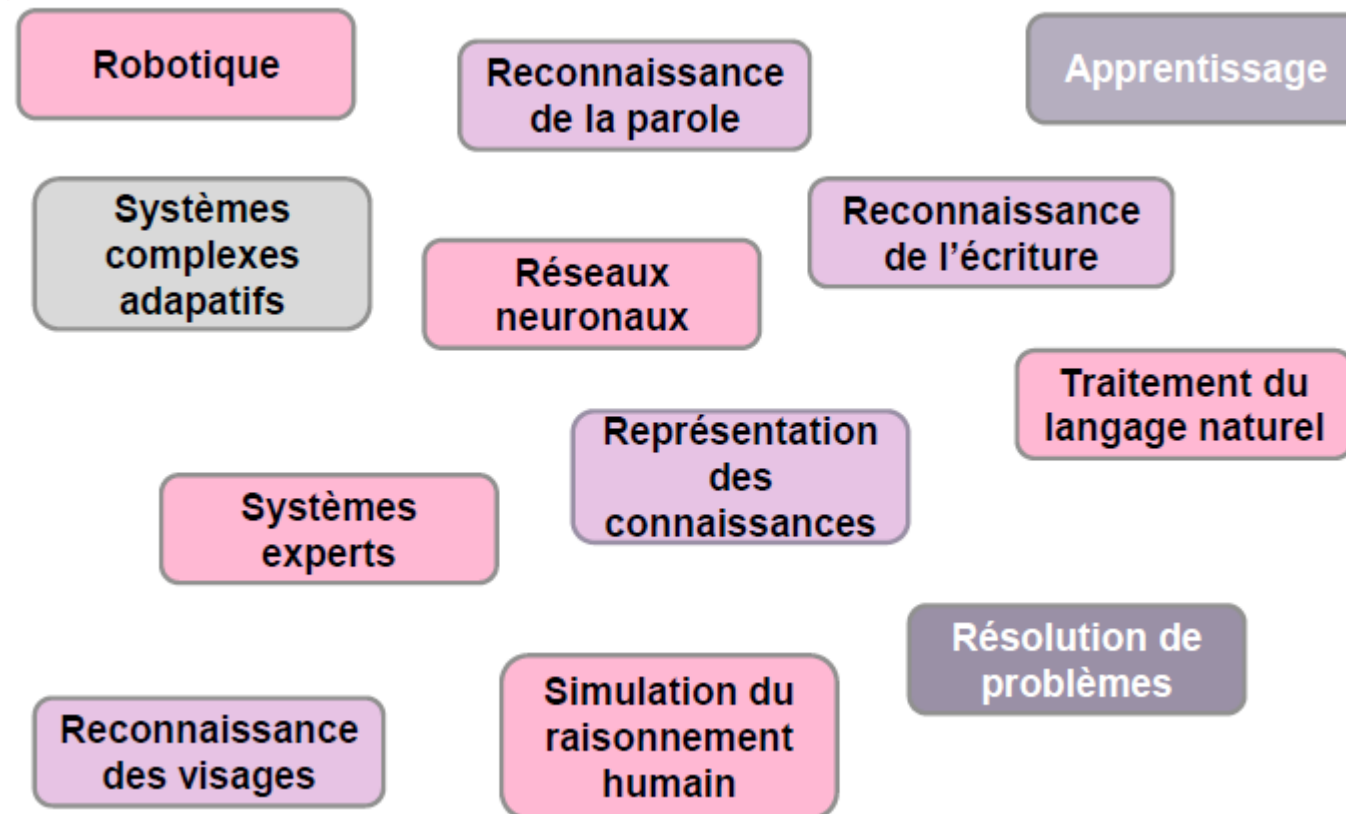 Robotique
Reconnaissance
de la parole
Apprentissage
Systèmes
complexes
adapatifs
Reconnaissance
de l'écriture
Réseaux
neuronaux
Traitement du
langage naturel
Représentation
des
connaissances
Systèmes
experts
Résolution de
problèmes
Simulation du
raisonnement
humain
Reconnaissance
des visages